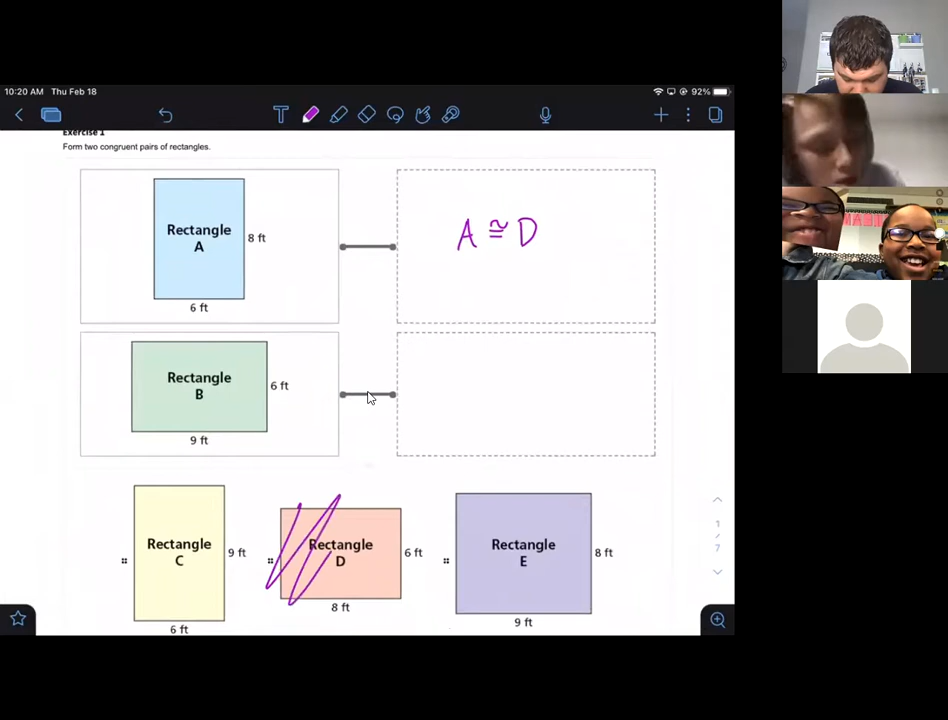 10:20 AM Thu Feb 18
92%
Exercise 1
Form two congruent pairs of rectangles.
Rectangle
A
8 ft
6 ft
A ≅ D
Rectangle
B
6 ft
9 ft
Rectangle
C
9 ft
6 ft
Rectangle
D
6 ft
8 ft
Rectangle
E
8 ft
9 ft
1
/
7